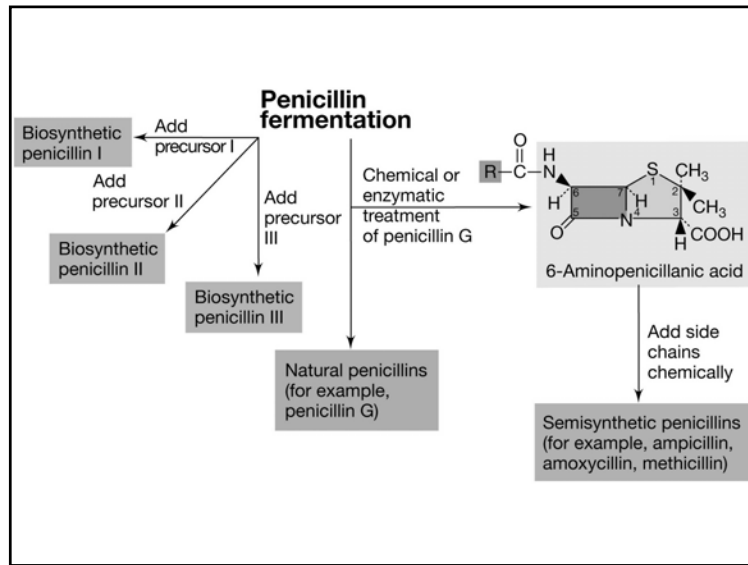 Penicillin
fermentation
Biosynthetic
penicillin I
Add
precursor I
Add
precursor II
Biosynthetic
penicillin II
Add
precursor
III
Biosynthetic
penicillin III
Natural penicillins
(for example,
penicillin G)
Chemical or
enzymatic
treatment
of penicillin G
R
C
O
N
H
H
6
7
H
5
O
N
4
S
1
2
3
CH3
CH3
H
COOH
6-Aminopenicillanic acid
Add side
chains
chemically
Semisynthetic penicillins
(for example, ampicillin,
amoxycillin, methicillin)